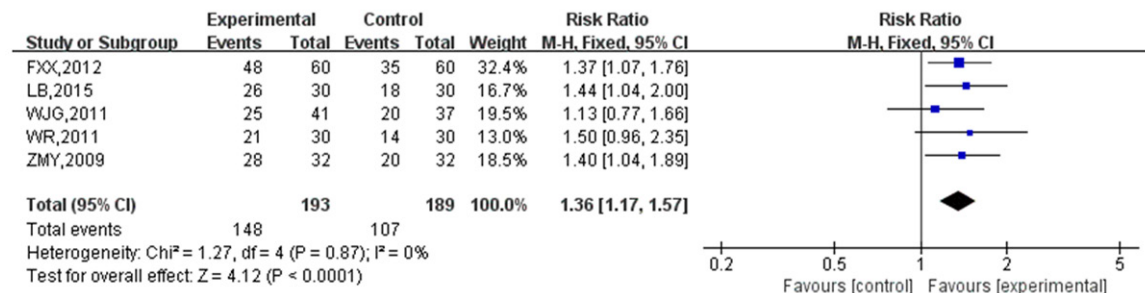 Experimental Control Risk Ratio Risk Ratio
Study or Subgroup Events Total Events Total Weight M-H, Fixed, 95% CI M-H, Fixed, 95% CI
FXX,2012 48 60 35 60 32.4% 1.37 [1.07, 1.76]
LB,2015 26 30 18 30 16.7% 1.44 [1.04, 2.00]
WJG,2011 25 41 20 37 19.5% 1.13 [0.77, 1.66]
WR,2011 21 30 14 30 13.0% 1.50 [0.96, 2.35]
ZMY,2009 28 32 20 32 18.5% 1.40 [1.04, 1.89]
Total (95% CI) 193 189 100.0% 1.36 [1.17, 1.57]
Total events 148 107
Heterogeneity: Chi² = 1.27, df = 4 (P = 0.87); I² = 0%
Test for overall effect: Z = 4.12 (P < 0.0001)
0.2 0.5 1 2 5
Favours [control] Favours [experimental]